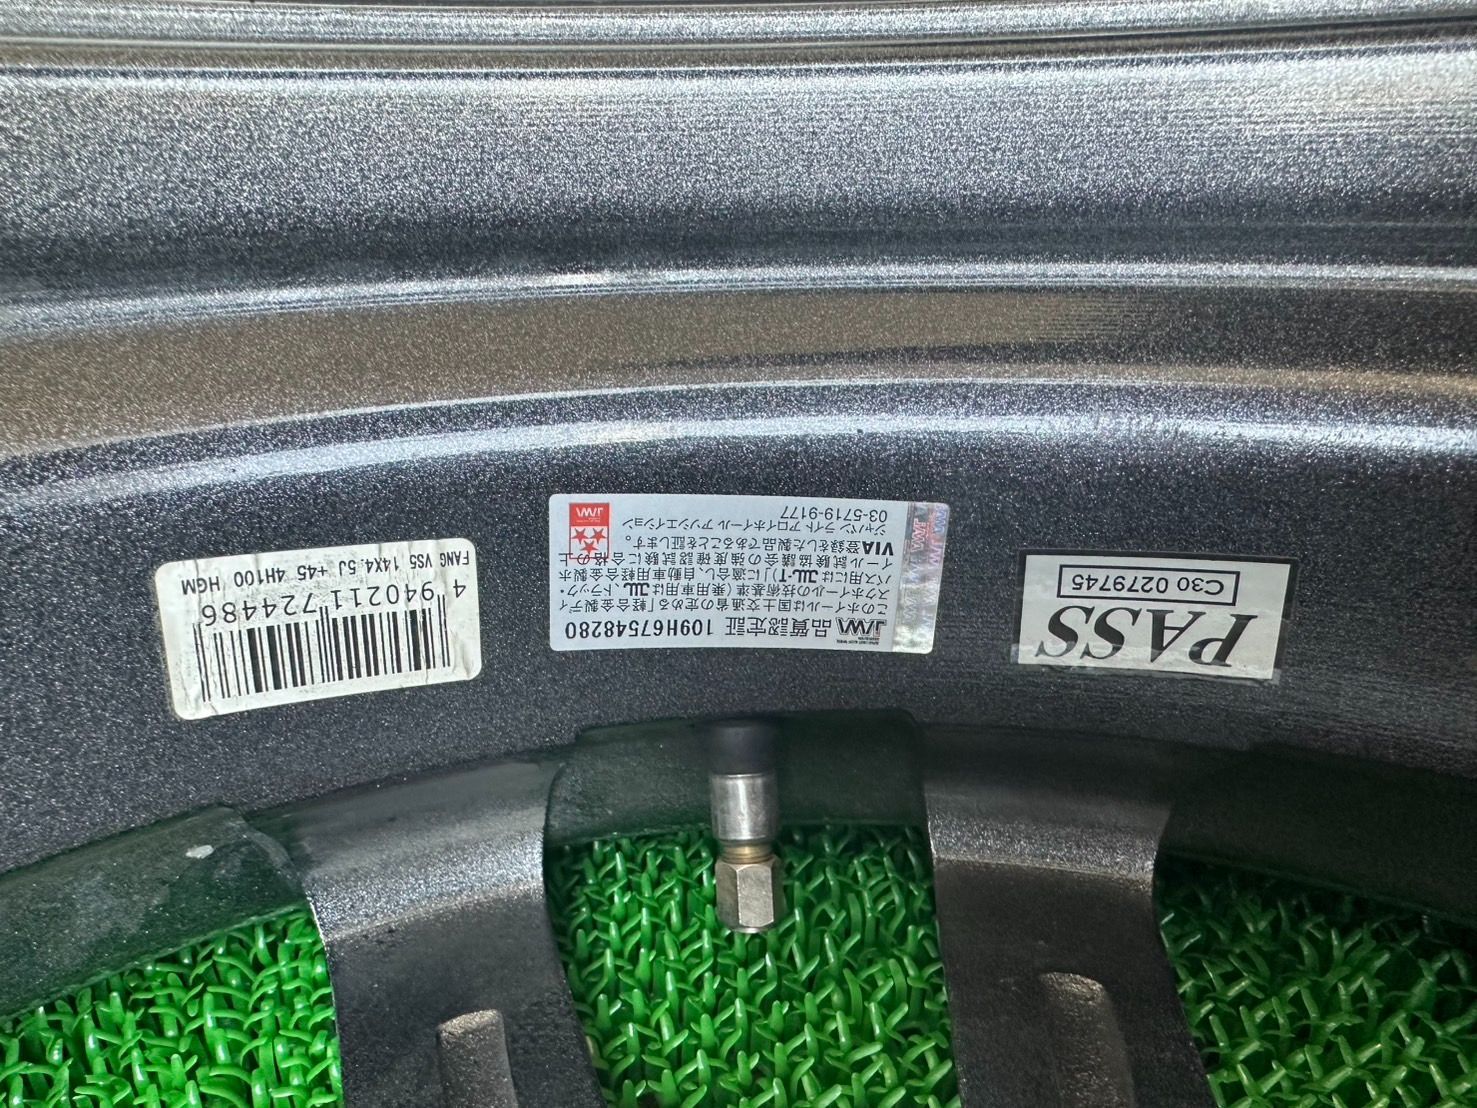 FANG VS5 14X4.5J +45 4H100 HGM
4 940211 724486
JAWA 品質認定証 109H67548280
このホイールは国土交通省の定める「軽合金製ディ
スクホイールの技術基準(乗用車用はJWL、トラック・
バス用にはJWL-T)」に適合し自動車用軽合金製ホ
イール試験協議会の強度確認試験に合格の上
VIA登録をした製品であることを証します。
ジャパン ライト アロイホイール アソシエイション
03-5719-9177
JAWA
PASS
C30 0279745